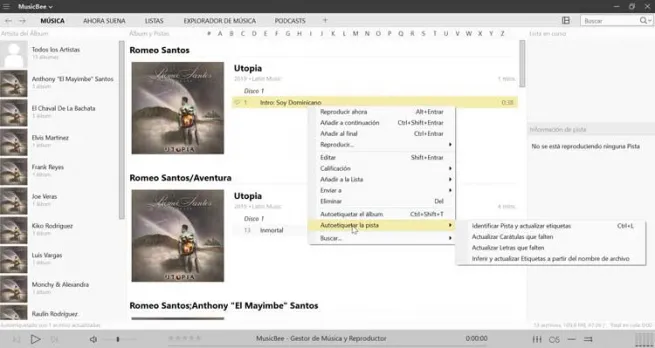 MusicBee
MÚSICA
AHORA SUENA
LISTAS
EXPLORADOR DE MÚSICA
PODCASTS
Buscar
Artista del Álbum
Álbum y Pistas
# A B C D E F G H I J K L M N O P Q R S T U V W X Y Z
Lista en curso
Todos los Artistas
15 álbumes
Anthony "El Mayimbe" Santos
1 álbum
El Chaval De La Bachata
1 álbum
Elvis Martinez
1 álbum
Frank Reyes
1 álbum
Joe Veras
1 álbum
Kiko Rodriguez
1 álbum
Luis Vargas
1 álbum
Monchy & Alexandra
1 álbum
Raulin Rodriguez
Romeo Santos
Utopia
2019 • Latin Music
Disco 1
1 Intro: Soy Dominicano 0:38
Reproducir ahora Alt+Entrar
Añadir a continuación Ctrl+Shift+Entrar
Añadir al final Ctrl+Entrar
Reproducir...
Editar Shift+Entrar
Calificación
Añadir a la Lista
Enviar a
Eliminar Del
Autoetiquetar el álbum Ctrl+Shift+T
Autoetiquetar la pista
Buscar...
Identificar Pista y actualizar etiquetas Ctrl+L
Actualizar Carátulas que falten
Actualizar Letras que falten
Inferir y actualizar Etiquetas a partir del nombre de archivo
Romeo Santos/Aventura
Utopia
2019 • Latin Music
Disco 1
13 Inmortal
Romeo Santos;Anthony "El Mayimbe" Santos
Información de pista
No se está reproduciendo ninguna Pista
MusicBee - Gestor de Música y Reproductor
0:00:00